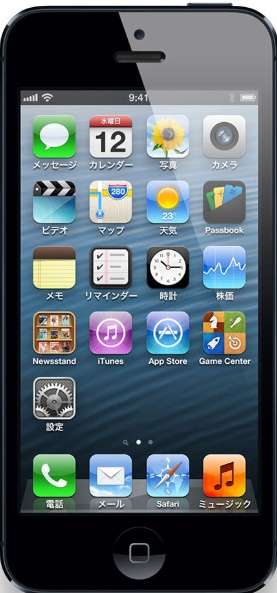 9:41
水曜日
12
メッセージ
カレンダー
写真
カメラ
280
23°
ビデオ
マップ
天気
Passbook
メモ
リマインダー
時計
株価
Newsstand
iTunes
App Store
Game Center
設定
電話
メール
Safari
ミュージック